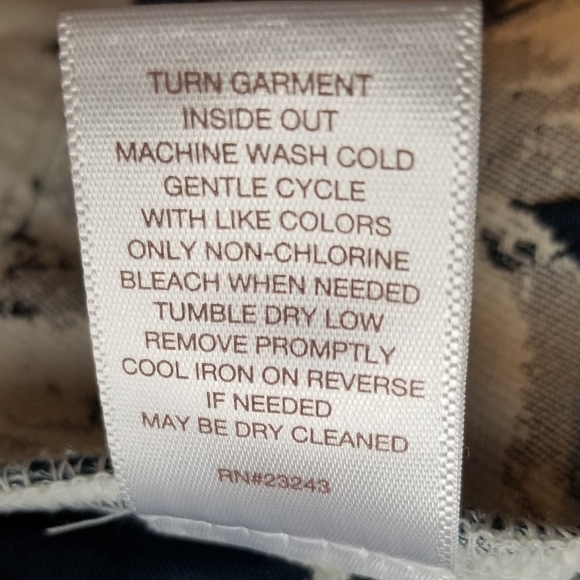 TURN GARMENT
INSIDE OUT
MACHINE WASH COLD
GENTLE CYCLE
WITH LIKE COLORS
ONLY NON-CHLORINE
BLEACH WHEN NEEDED
TUMBLE DRY LOW
REMOVE PROMPTLY
COOL IRON ON REVERSE
IF NEEDED
MAY BE DRY CLEANED
RN#23243